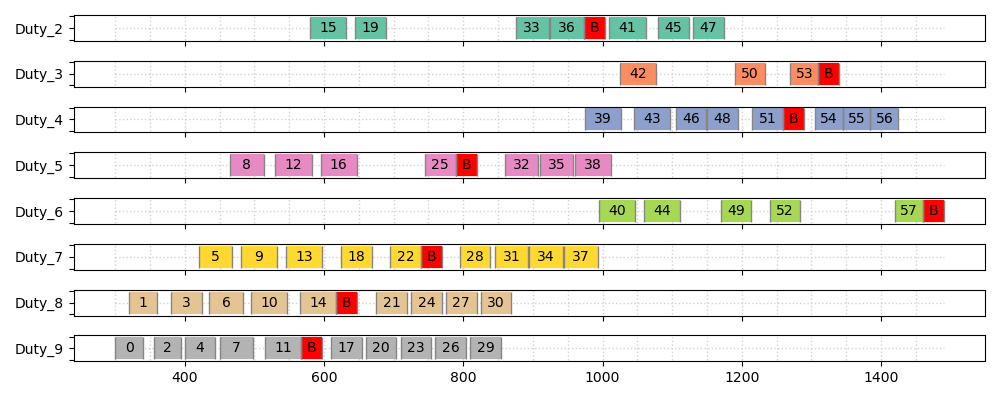 Duty_2 15 19 33 36 B 41 45 47
Duty_3 42 50 53 B
Duty_4 39 43 46 48 51 B 54 55 56
Duty_5 8 12 16 25 B 32 35 38
Duty_6 40 44 49 52 57 B
Duty_7 5 9 13 18 22 B 28 31 34 37
Duty_8 1 3 6 10 14 B 21 24 27 30
Duty_9 0 2 4 7 11 B 17 20 23 26 29
400 600 800 1000 1200 1400